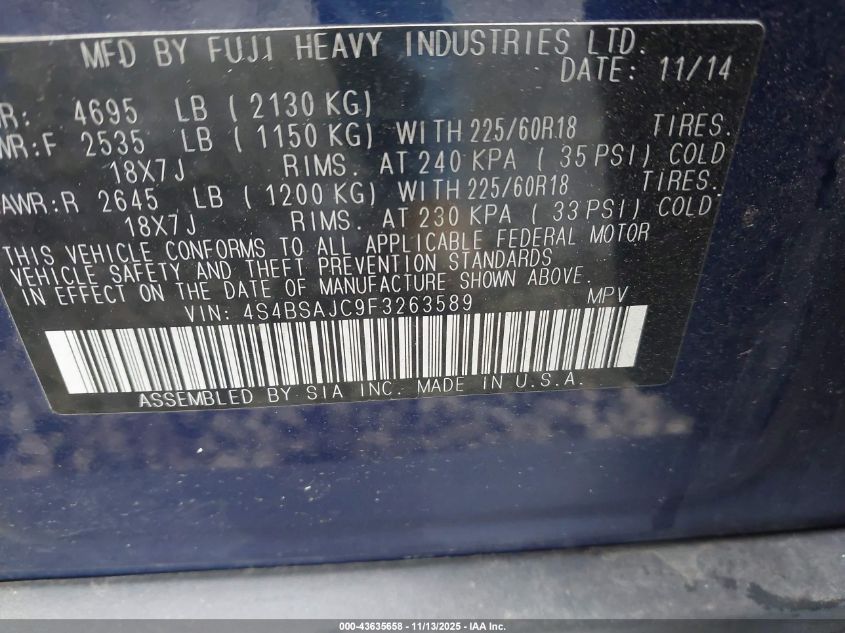 MFD BY FUJI HEAVY INDUSTRIES LTD.
DATE: 11/14
R: 4695 LB ( 2130 KG)
WR:F 2535 LB ( 1150 KG) WITH 225/60R18 TIRES.
18X7J RIMS. AT 240 KPA ( 35 PSI) COLD
AWR:R 2645 LB ( 1200 KG) WITH 225/60R18 TIRES.
18X7J RIMS. AT 230 KPA ( 33 PSI) COLD
THIS VEHICLE CONFORMS TO ALL APPLICABLE FEDERAL MOTOR
VEHICLE SAFETY AND THEFT PREVENTION STANDARDS
IN EFFECT ON THE DATE OF MANUFACTURE SHOWN ABOVE.
VIN: 4S4BSAJC9F3263589 MPV
ASSEMBLED BY SIA INC. MADE IN U.S.A.
000-43635658 - 11/13/2025 - IAA Inc.